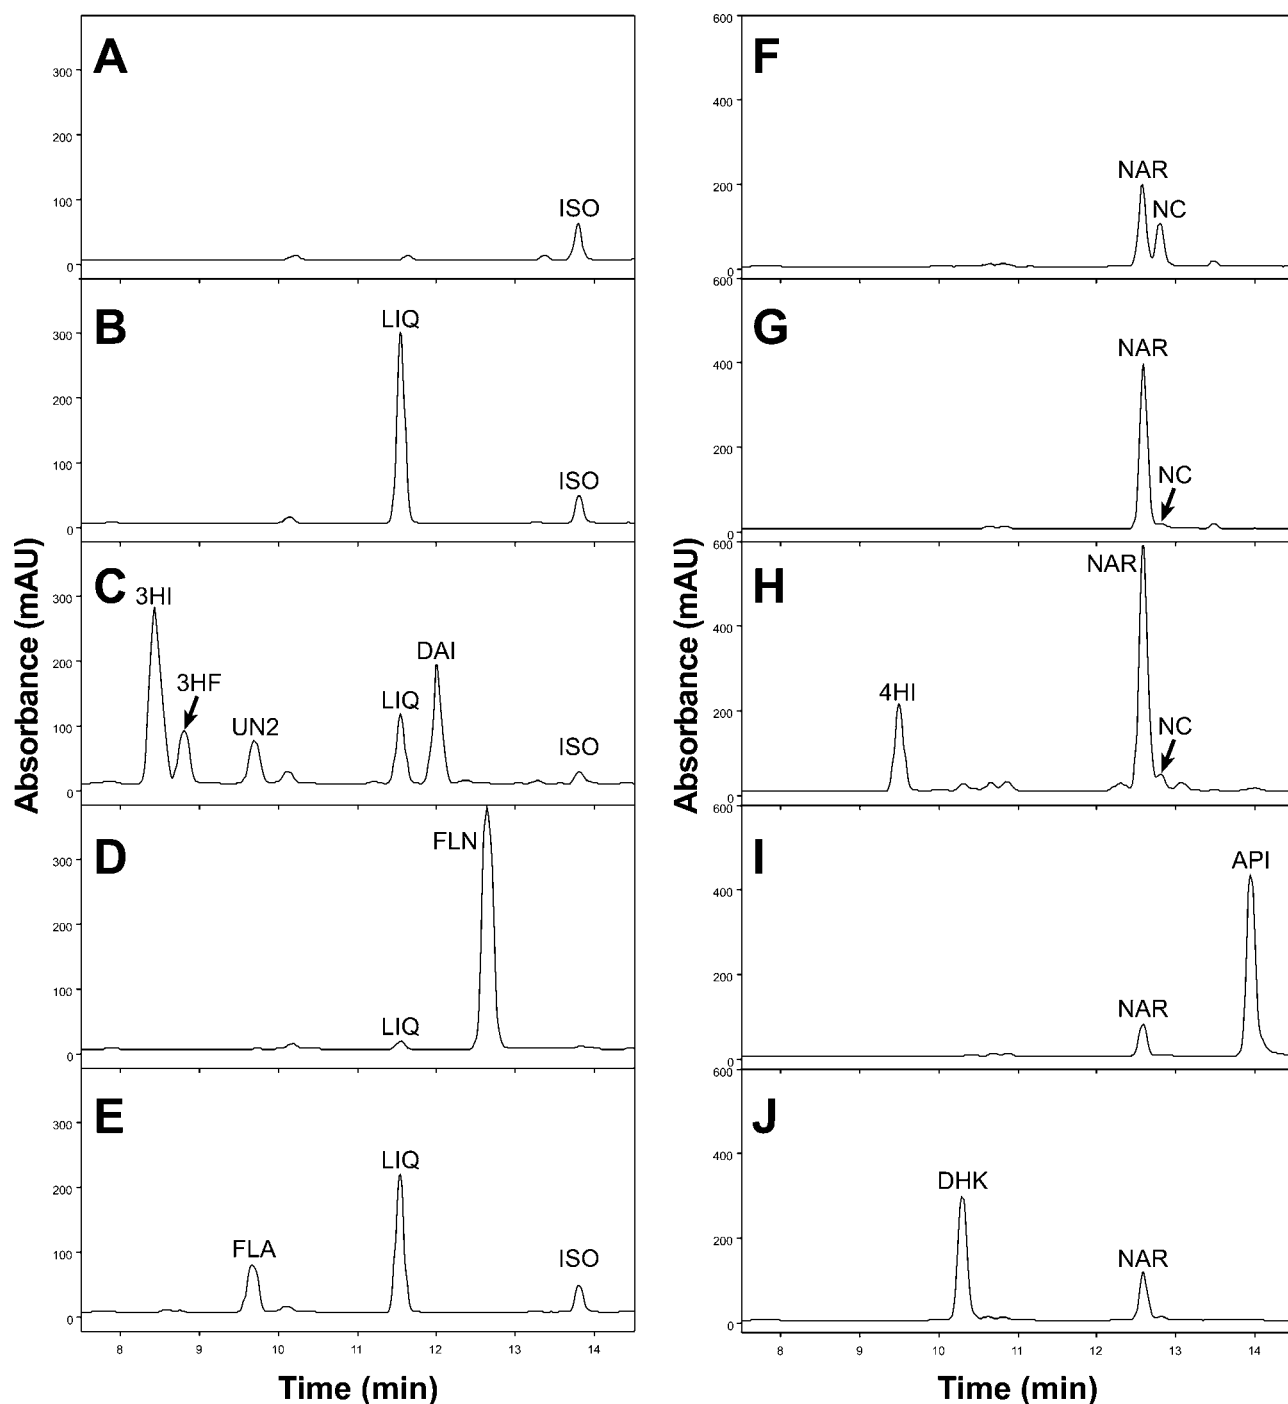 A
300
200
100
0
ISO
B
300
200
100
0
LIQ
ISO
C
300
200
100
0
3HI
3HF
UN2
LIQ
DAI
ISO
D
300
200
100
0
LIQ
FLN
E
300
200
100
0
FLA
LIQ
ISO
8 9 10 11 12 13 14
Time (min)
Absorbance (mAU)
F
600
400
200
0
NAR
NC
G
600
400
200
0
NAR
NC
H
600
400
200
0
4HI
NAR
NC
I
600
400
200
0
NAR
API
J
600
400
200
0
DHK
NAR
8 9 10 11 12 13 14
Time (min)
Absorbance (mAU)